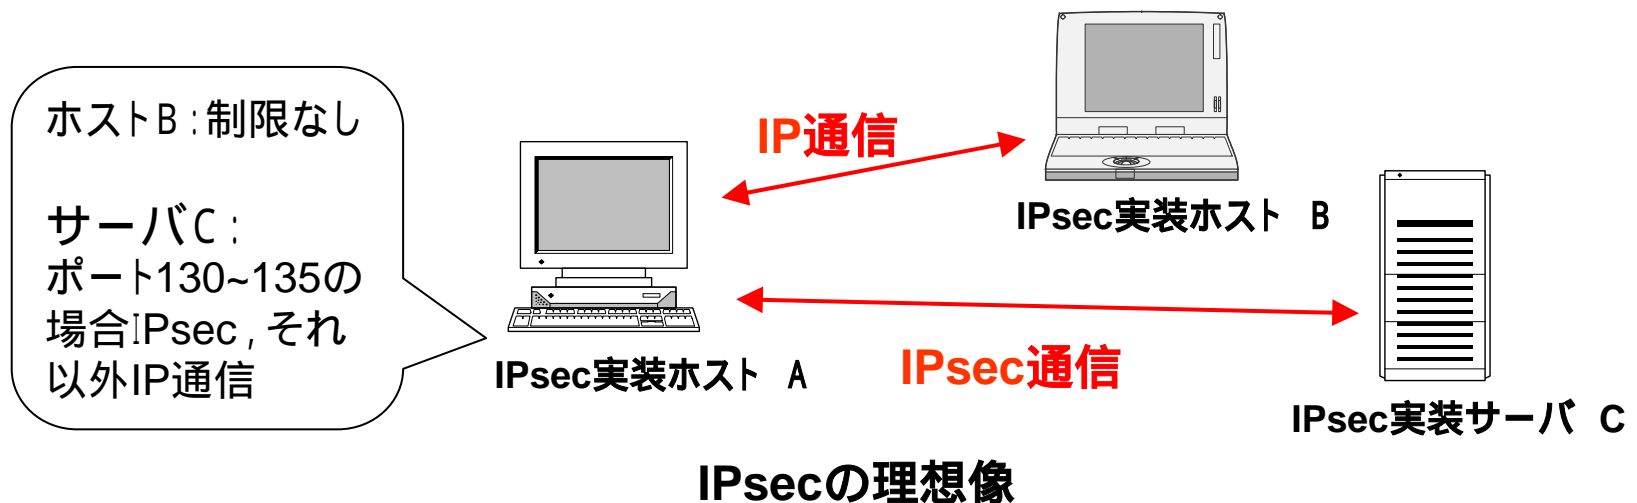 ホストB:制限なし
サーバC:
ポート130~135の
場合IPsec,それ
以外IP通信
IP通信
IPsec実装ホスト B
IPsec実装ホスト A
IPsec通信
IPsec実装サーバ C
IPsecの理想像